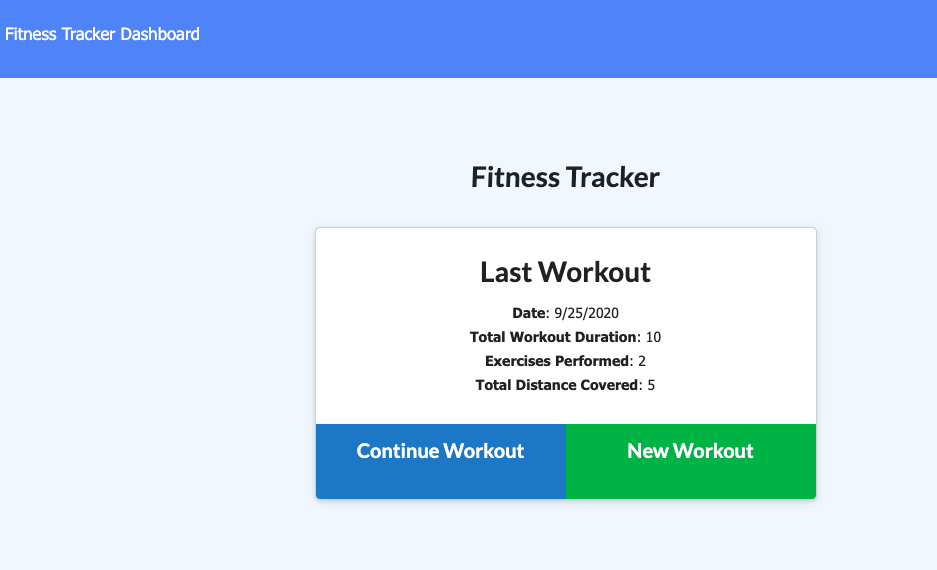 Fitness Tracker Dashboard
Fitness Tracker
Last Workout
Date: 9/25/2020
Total Workout Duration: 10
Exercises Performed: 2
Total Distance Covered: 5
Continue Workout
New Workout